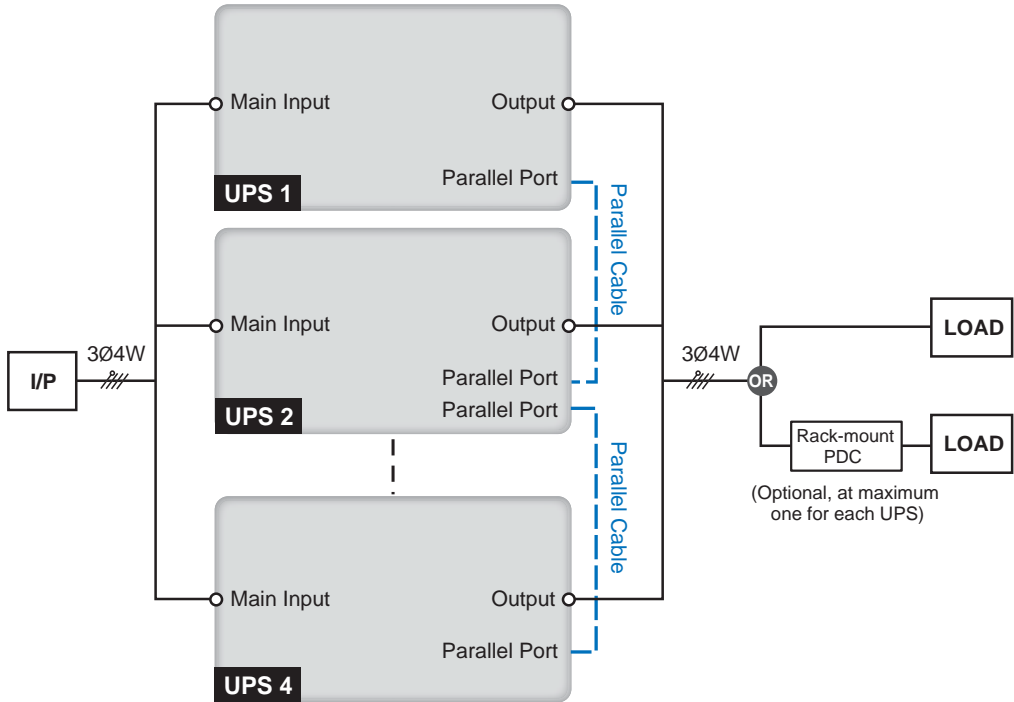 Main Input
Output
Parallel Port
UPS 1
Parallel Cable
Main Input
Output
Parallel Port
Parallel Port
UPS 2
Parallel Cable
Main Input
Output
Parallel Port
UPS 4
I/P
3Ø4W
3Ø4W
OR
LOAD
Rack-mount
PDC
LOAD
(Optional, at maximum
one for each UPS)